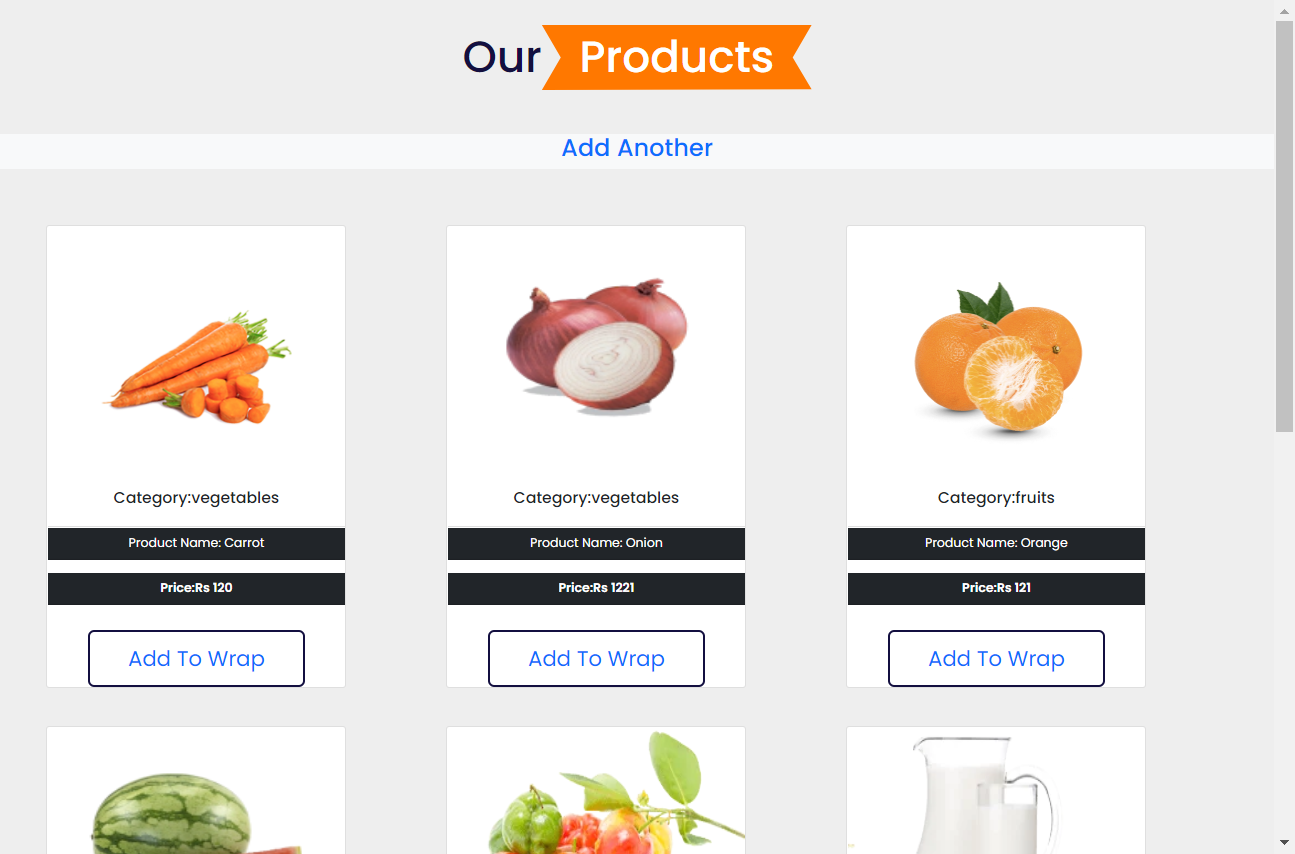 Our Products
Add Another
Category:vegetables
Product Name: Carrot
Price:Rs 120
Add To Wrap
Category:vegetables
Product Name: Onion
Price:Rs 1221
Add To Wrap
Category:fruits
Product Name: Orange
Price:Rs 121
Add To Wrap